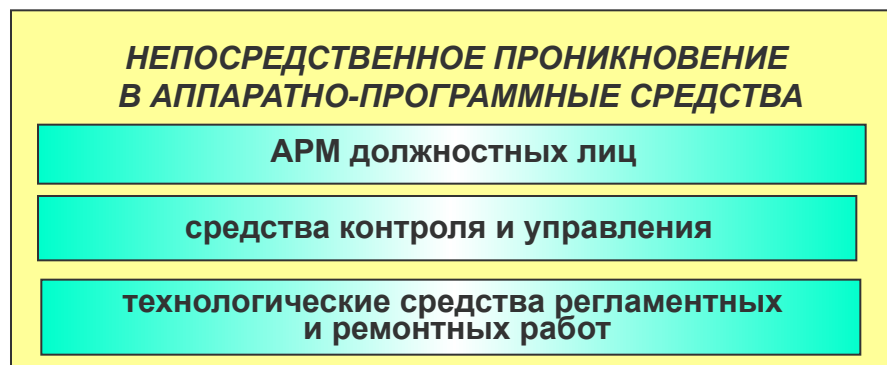 НЕПОСРЕДСТВЕННОЕ ПРОНИКНОВЕНИЕ
В АППАРАТНО-ПРОГРАММНЫЕ СРЕДСТВА
АРМ должностных лиц
средства контроля и управления
технологические средства регламентных
и ремонтных работ